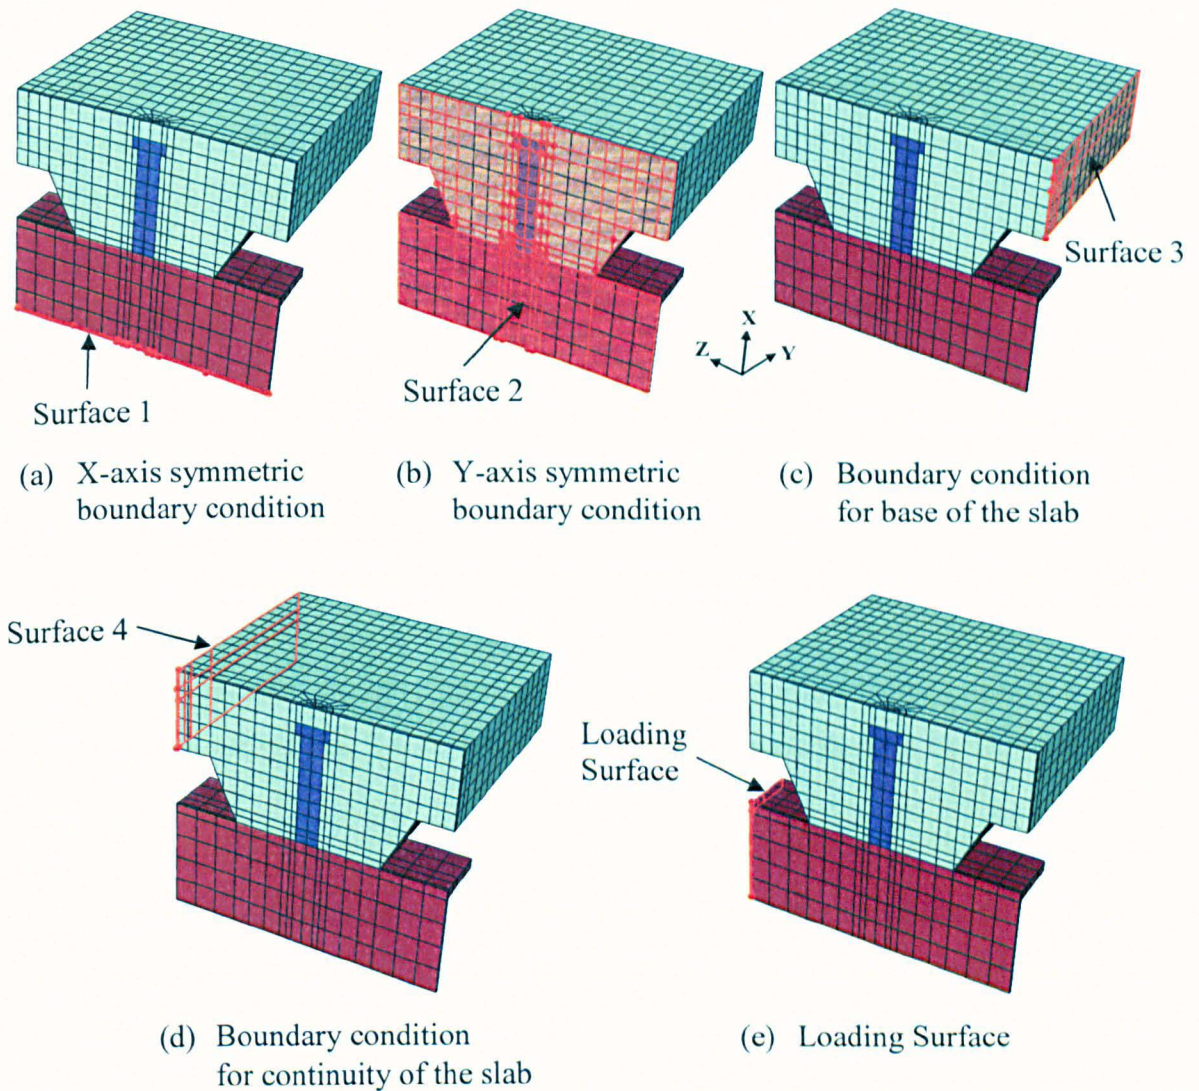 Surface 1
Surface 2
X
Z
Y
Surface 3
(a) X-axis symmetric
boundary condition
(b) Y-axis symmetric
boundary condition
(c) Boundary condition
for base of the slab
Surface 4
Loading
Surface
(d) Boundary condition
for continuity of the slab
(e) Loading Surface